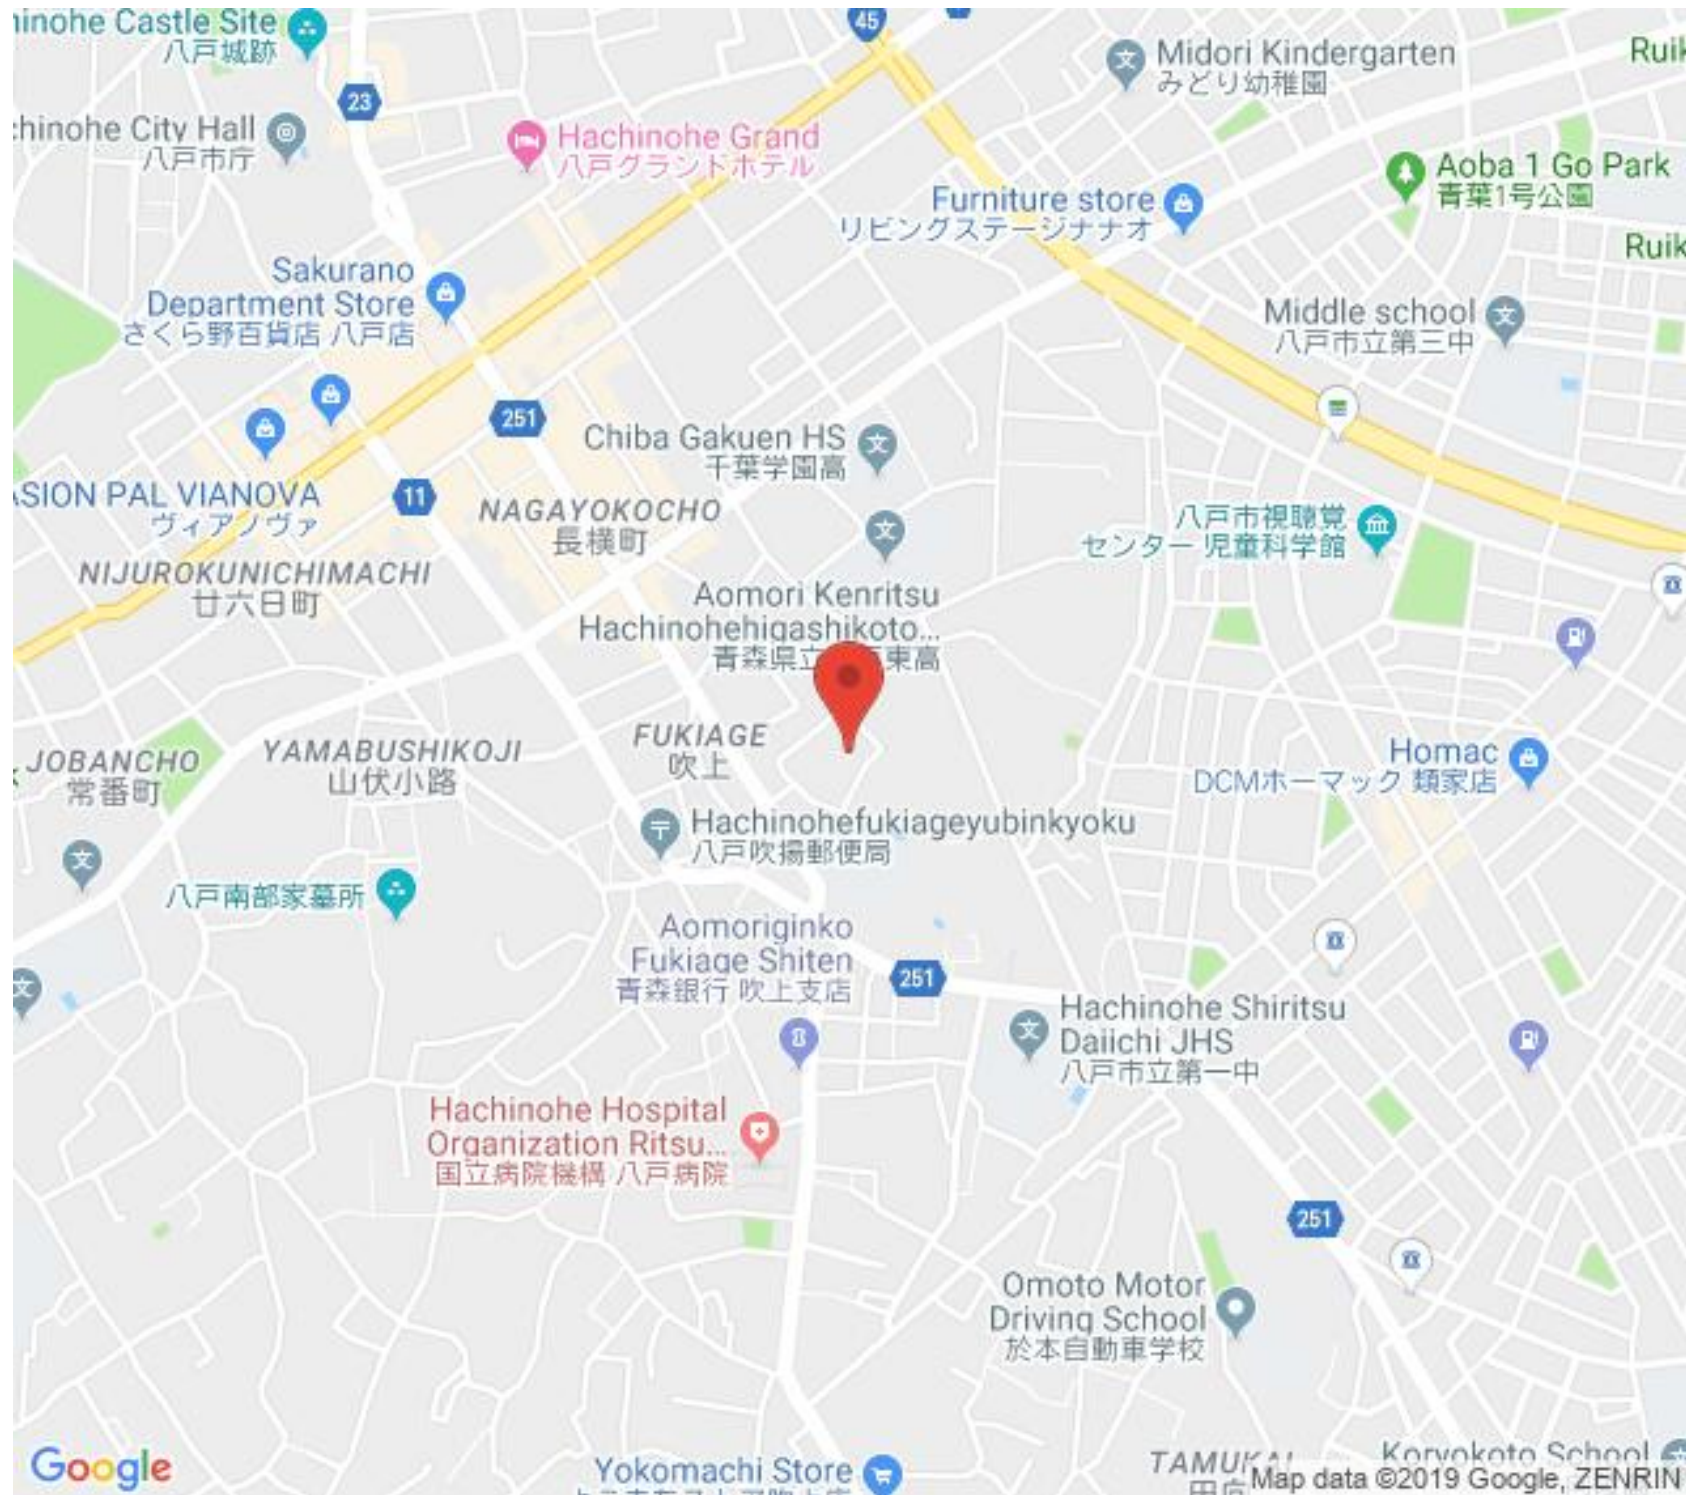 45
Castle Site
八戸城跡
Midori Kindergarten
みどり幼稚園
23
City Hall
八戸市庁
Hachinohe Grand
八戸グランドホテル
Aoba 1 Go Park
青葉1号公園
Furniture store
リビングステージナナオ
Sakurano
Department Store
さくら野百貨店 八戸店
Middle school
八戸市立第三中
251
Chiba Gakuen HS
千葉学園高
PAL VIANOVA
ヴィアノヴァ
11
NAGAYOKOCHO
長横町
八戸市視聴覚
センター 児童科学館
NIJUROKUNICHIMACHI
廿六日町
Aomori Kenritsu
Hachinohehigashikoto...
青森県立 東高
FUKIAGE
吹上
JOBANCHO
常番町
YAMABUSHIKOJI
山伏小路
Homac
DCMホーマック 類家店
Hachinohefukiageyubinkyoku
八戸吹揚郵便局
八戸南部家墓所
Aomoriginko
Fukiage Shiten
青森銀行 吹上支店
251
Hachinohe Shiritsu
Daiichi JHS
八戸市立第一中
Hachinohe Hospital
Organization Ritsu...
国立病院機構 八戸病院
251
Omoto Motor
Driving School
於本自動車学校
Google
Yokomachi Store
TAMUKAI
Koryokoto School
Map data ©2019 Google, ZENRIN